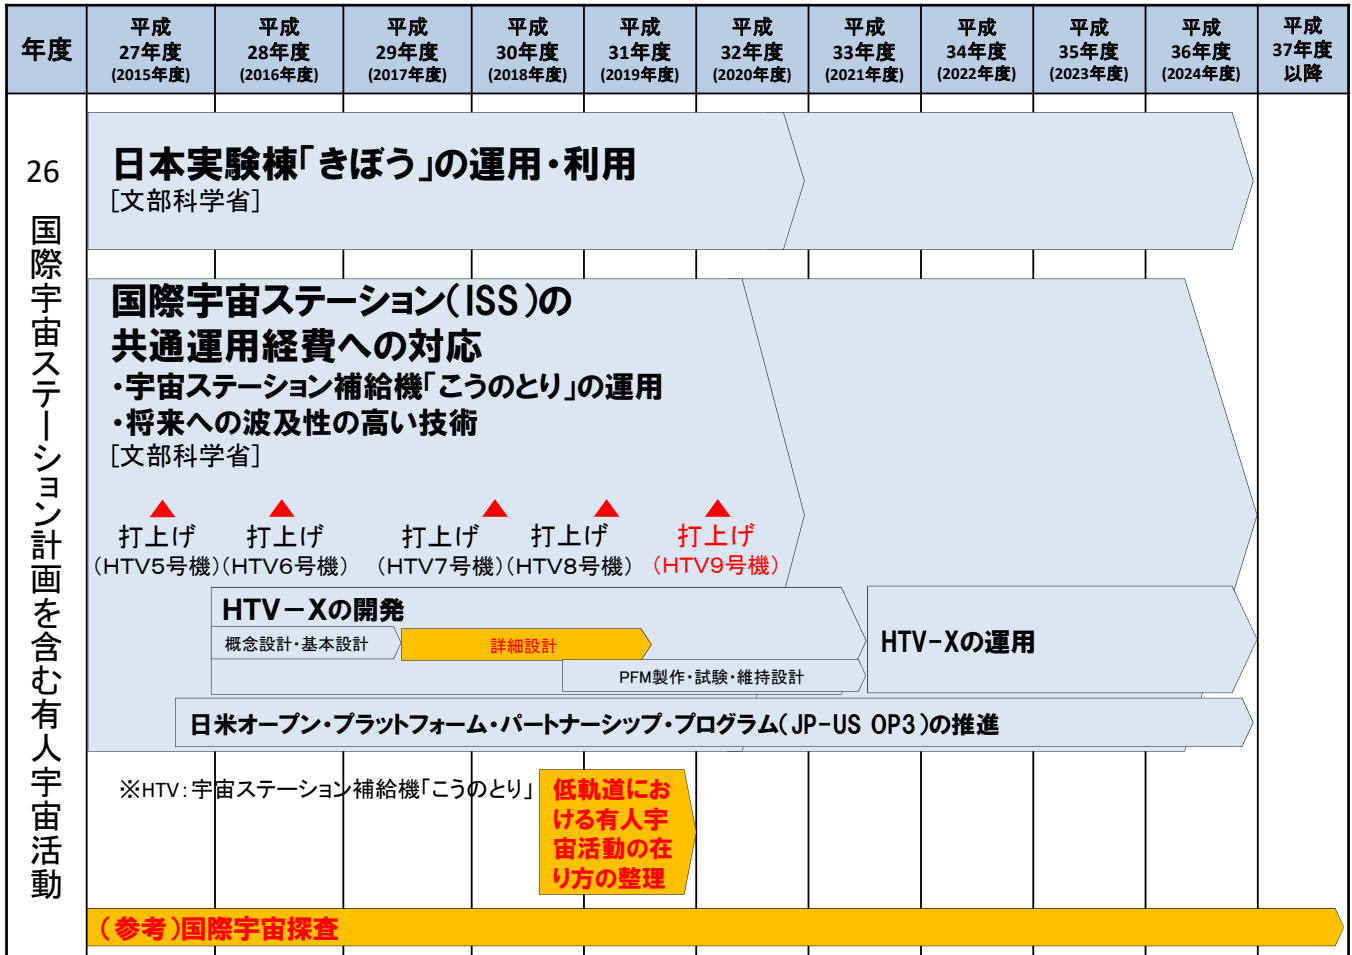 年度
平成
27年度
(2015年度)
平成
28年度
(2016年度)
平成
29年度
(2017年度)
平成
30年度
(2018年度)
平成
31年度
(2019年度)
平成
32年度
(2020年度)
平成
33年度
(2021年度)
平成
34年度
(2022年度)
平成
35年度
(2023年度)
平成
36年度
(2024年度)
平成
37年度
以降
26 国際宇宙ステーション計画を含む有人宇宙活動
日本実験棟「きぼう」の運用・利用
[文部科学省]
国際宇宙ステーション(ISS)の
共通運用経費への対応
・宇宙ステーション補給機「こうのとり」の運用
・将来への波及性の高い技術
[文部科学省]
打上げ
(HTV5号機)
打上げ
(HTV6号機)
打上げ
(HTV7号機)
打上げ
(HTV8号機)
打上げ
(HTV9号機)
HTV-Xの開発
概念設計・基本設計
詳細設計
PFM製作・試験・維持設計
HTV-Xの運用
日米オープン・プラットフォーム・パートナーシップ・プログラム(JP-US OP3)の推進
※HTV:宇宙ステーション補給機「こうのとり」
低軌道にお
ける有人宇
宙活動の在
り方の整理
(参考)国際宇宙探査